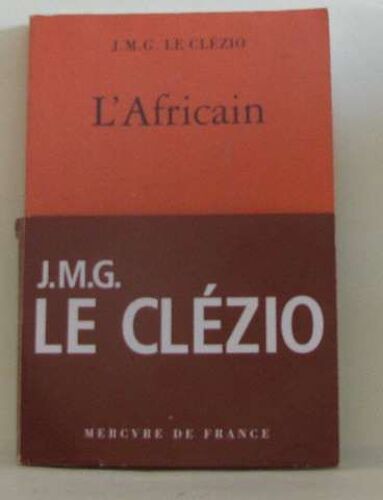 J.M.G. LE CLÉZIO
L'Africain
J.M.G.
LE CLÉZIO
MERCVRE DE FRANCE